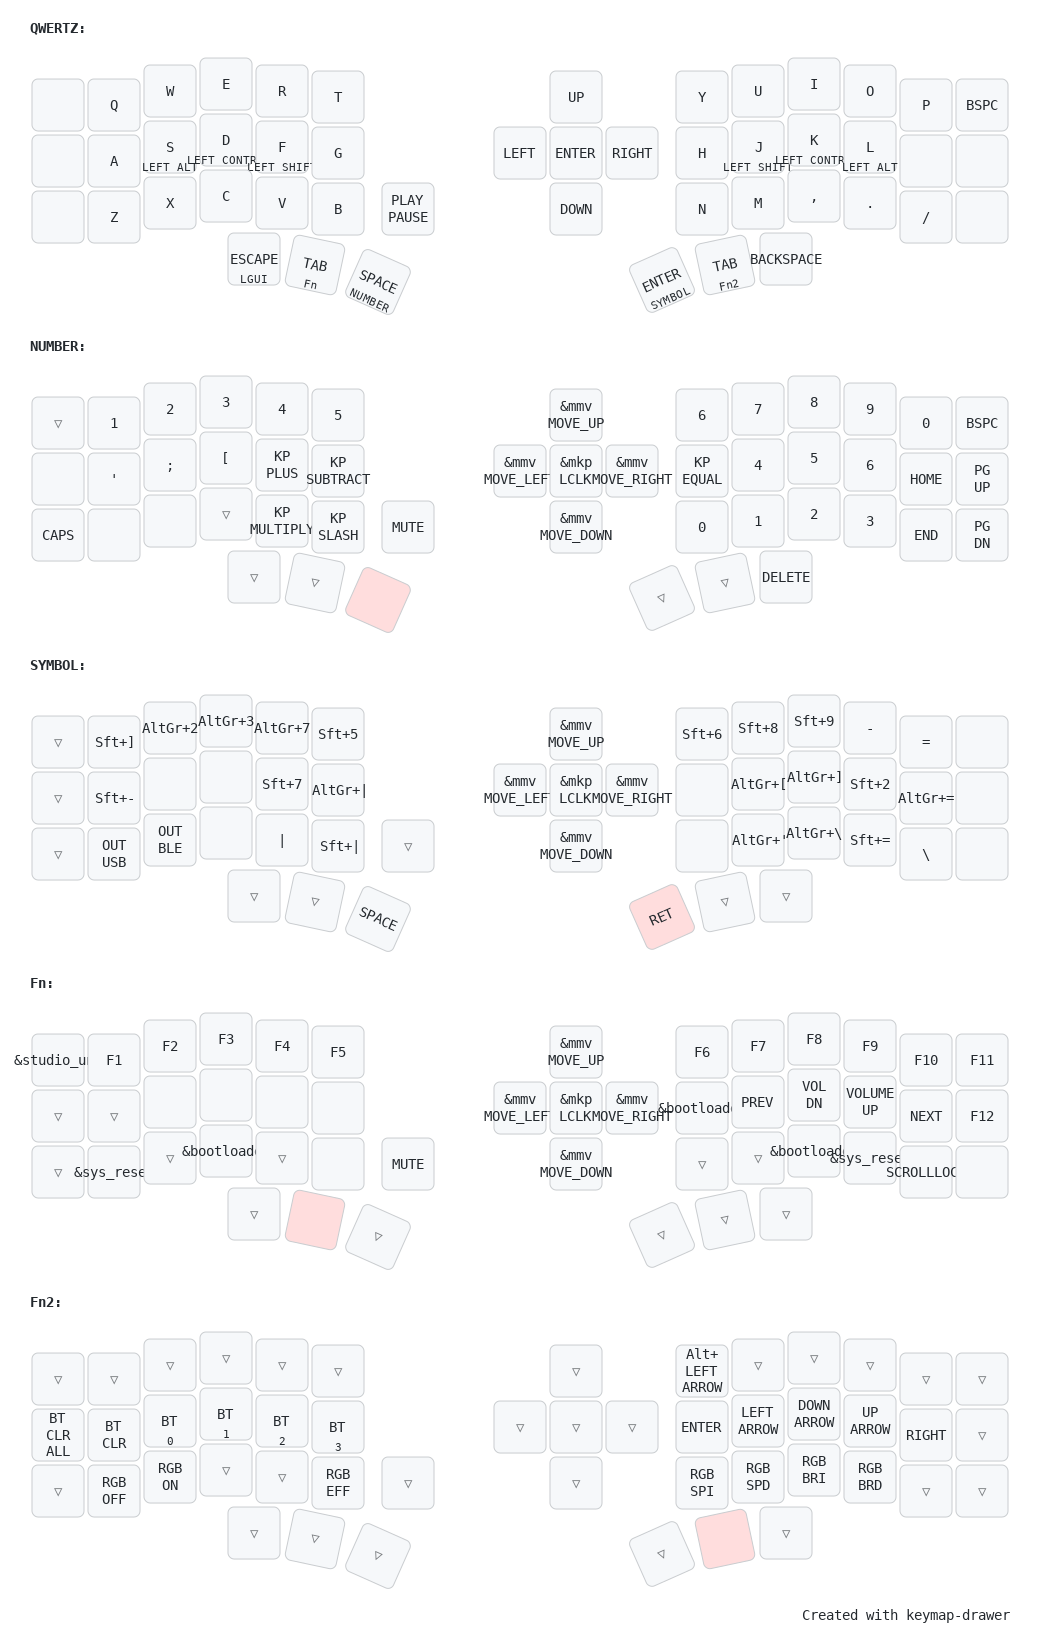 QWERTZ:
Q W E R T UP Y U I O P BSPC
A S D F G LEFT ENTER RIGHT H J K L
LEFT ALT LEFT CONTR LEFT SHIFT LEFT SHIFT LEFT CONTR LEFT ALT
Z X C V B PLAY PAUSE DOWN N M , . /
ESCAPE TAB SPACE ENTER TAB BACKSPACE
LGUI Fn NUMBER SYMBOL Fn2
NUMBER:
▽ 1 2 3 4 5 &mmv MOVE_UP 6 7 8 9 0 BSPC
' ; [ KP PLUS KP SUBTRACT &mmv MOVE_LEF &mkp LCLK &mmv MOVE_RIGHT KP EQUAL 4 5 6 HOME PG UP
CAPS ▽ KP MULTIPLY KP SLASH MUTE &mmv MOVE_DOWN 0 1 2 3 END PG DN
▽ ▽ ▽ ▽ DELETE
SYMBOL:
▽ Sft+] AltGr+2 AltGr+3 AltGr+7 Sft+5 &mmv MOVE_UP Sft+6 Sft+8 Sft+9 - =
▽ Sft+- Sft+7 AltGr+| &mmv MOVE_LEF &mkp LCLK &mmv MOVE_RIGHT AltGr+[ AltGr+] Sft+2 AltGr+=
▽ OUT USB OUT BLE | Sft+| ▽ &mmv MOVE_DOWN AltGr+' AltGr+\ Sft+= \
▽ ▽ SPACE RET ▽ ▽
Fn:
&studio_u F1 F2 F3 F4 F5 &mmv MOVE_UP F6 F7 F8 F9 F10 F11
▽ ▽ &mmv MOVE_LEF &mkp LCLK &mmv MOVE_RIGHT &bootload PREV VOL DN VOLUME UP NEXT F12
▽ &sys_rese ▽ &bootload ▽ MUTE &mmv MOVE_DOWN ▽ ▽ &bootload &sys_rese SCROLLLOC
▽ ▽ ▽ ▽ ▽
Fn2:
▽ ▽ ▽ ▽ ▽ ▽ ▽ Alt+ LEFT ARROW ▽ ▽ ▽ ▽ ▽
BT CLR ALL BT CLR BT 0 BT 1 BT 2 BT 3 ▽ ▽ ▽ ENTER LEFT ARROW DOWN ARROW UP ARROW RIGHT ▽
▽ RGB OFF RGB ON ▽ ▽ RGB EFF ▽ ▽ RGB SPI RGB SPD RGB BRI RGB BRD ▽ ▽
▽ ▽ ▽ ▽ ▽
Created with keymap-drawer